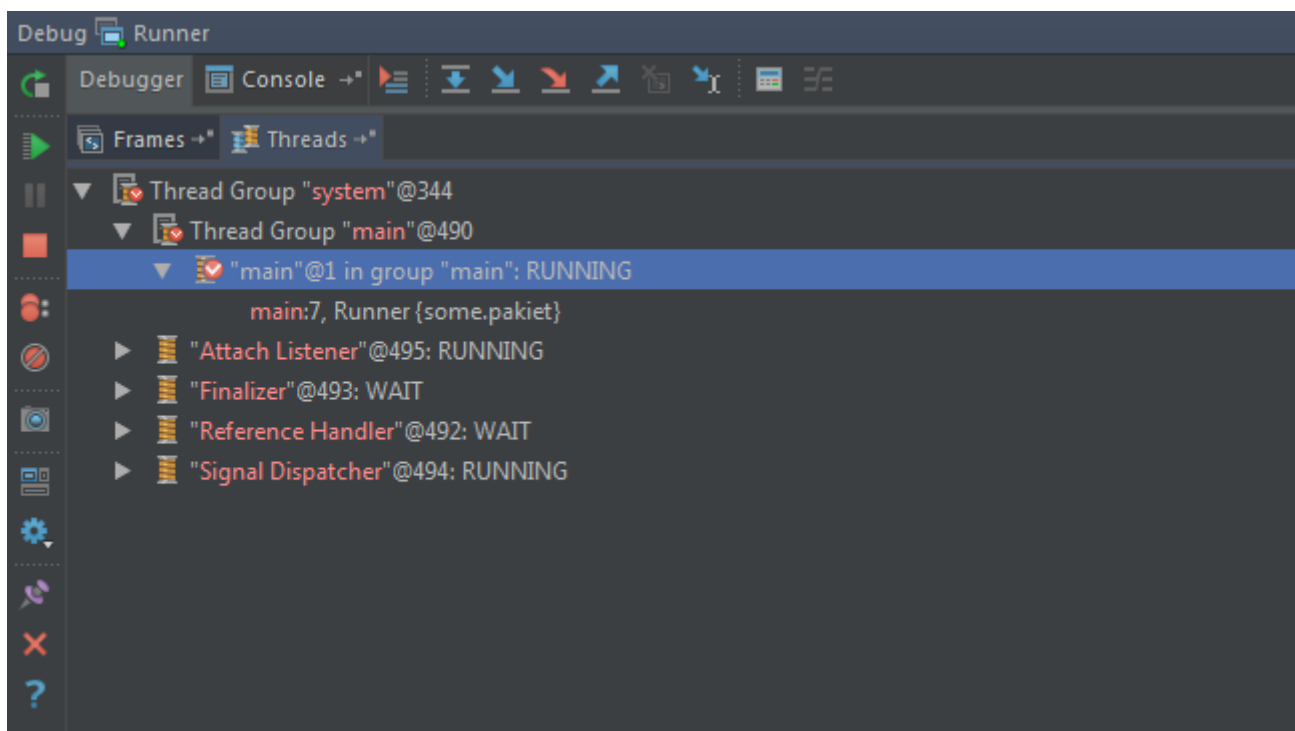 Debug Runner
Debugger Console
Frames Threads
Thread Group "system"@344
Thread Group "main"@490
"main"@1 in group "main": RUNNING
main:7, Runner {some.pakiet}
"Attach Listener"@495: RUNNING
"Finalizer"@493: WAIT
"Reference Handler"@492: WAIT
"Signal Dispatcher"@494: RUNNING